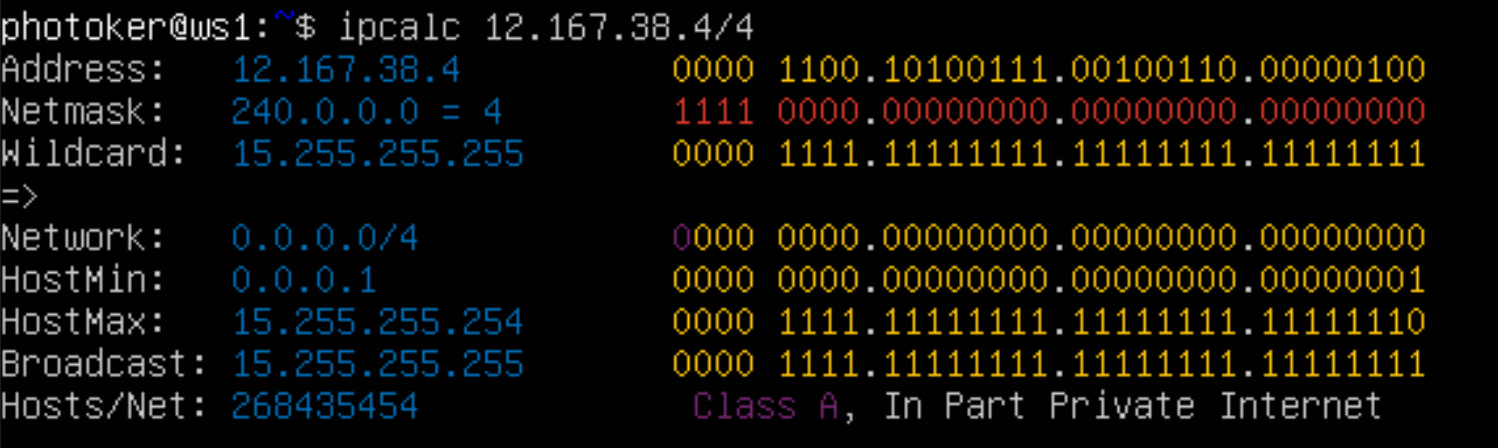 photoker@ws1:~$ ipcalc 12.167.38.4/4
Address:   12.167.38.4          0000 1100.10100111.00100110.00000100
Netmask:   240.0.0.0 = 4        1111 0000.00000000.00000000.00000000
Wildcard:  15.255.255.255       0000 1111.11111111.11111111.11111111
=>
Network:   0.0.0.0/4            0000 0000.00000000.00000000.00000000
HostMin:   0.0.0.1              0000 0000.00000000.00000000.00000001
HostMax:   15.255.255.254       0000 1111.11111111.11111111.11111110
Broadcast: 15.255.255.255       0000 1111.11111111.11111111.11111111
Hosts/Net: 268435454             Class A, In Part Private Internet